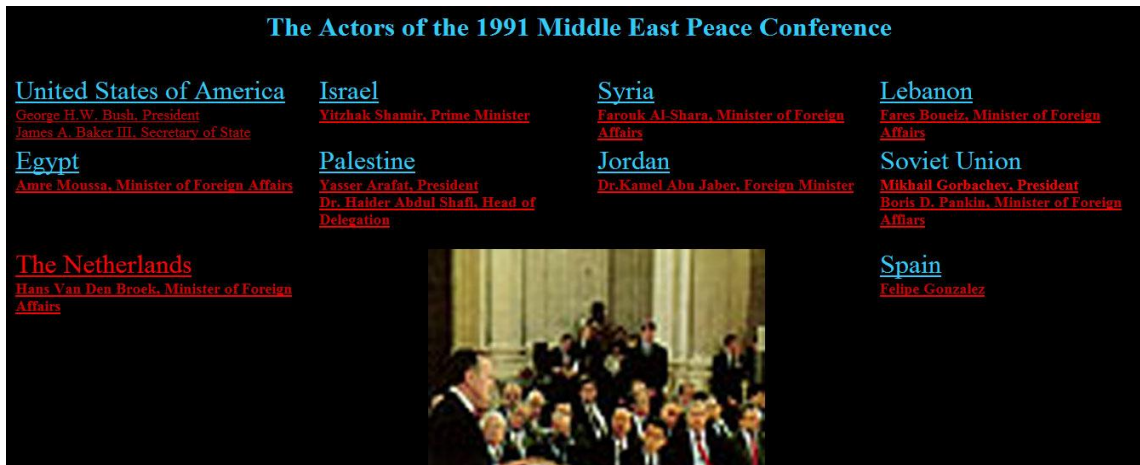 The Actors of the 1991 Middle East Peace Conference
United States of America
George H.W. Bush, President
James A. Baker III, Secretary of State
Israel
Yitzhak Shamir, Prime Minister
Syria
Farouk Al-Shara, Minister of Foreign
Affairs
Lebanon
Fares Boueiz, Minister of Foreign
Affairs
Egypt
Amre Moussa, Minister of Foreign Affairs
Palestine
Yasser Arafat, President
Dr. Haider Abdul Shafi, Head of
Delegation
Jordan
Dr.Kamel Abu Jaber, Foreign Minister
Soviet Union
Mikhail Gorbachev, President
Boris D. Pankin, Minister of Foreign
Affiars
The Netherlands
Hans Van Den Broek, Minister of Foreign
Affairs
Spain
Felipe Gonzalez